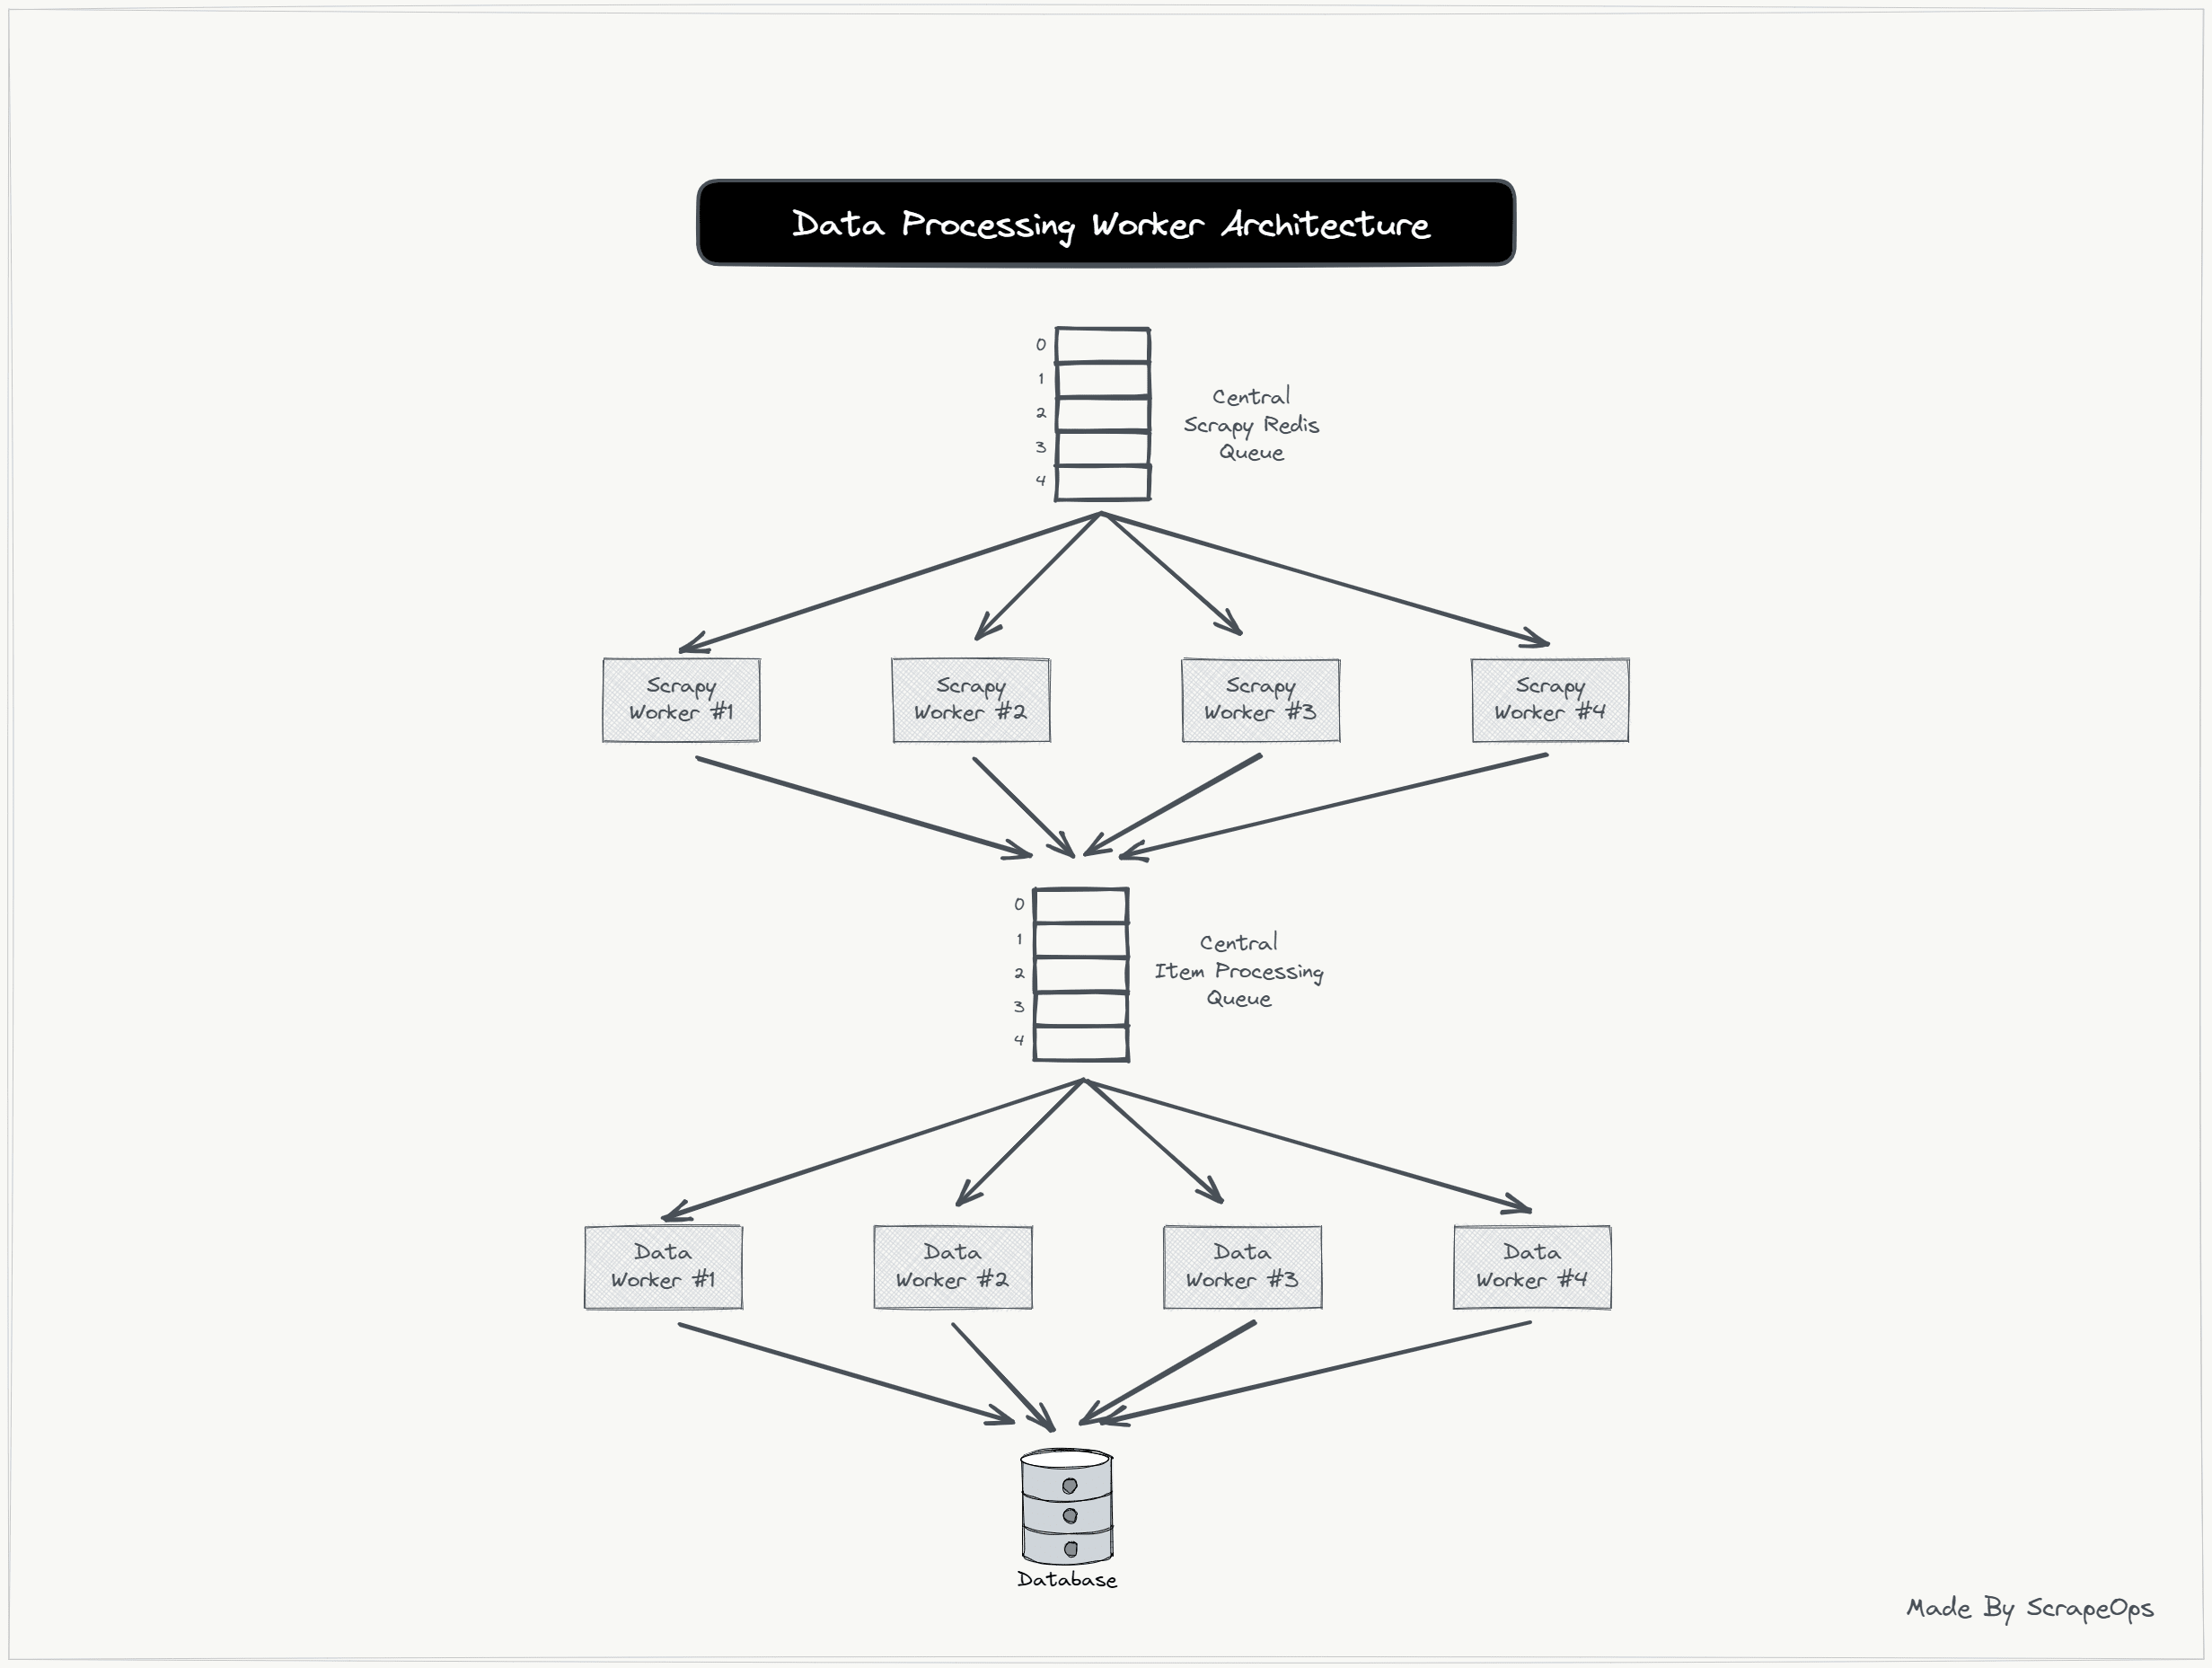 Data Processing Worker Architecture
0
1
2
3
4
Central
Scrapy Redis
Queue
Scrapy
Worker #1
Scrapy
Worker #2
Scrapy
Worker #3
Scrapy
Worker #4
0
1
2
3
4
Central
Item Processing
Queue
Data
Worker #1
Data
Worker #2
Data
Worker #3
Data
Worker #4
Database
Made By ScrapeOps